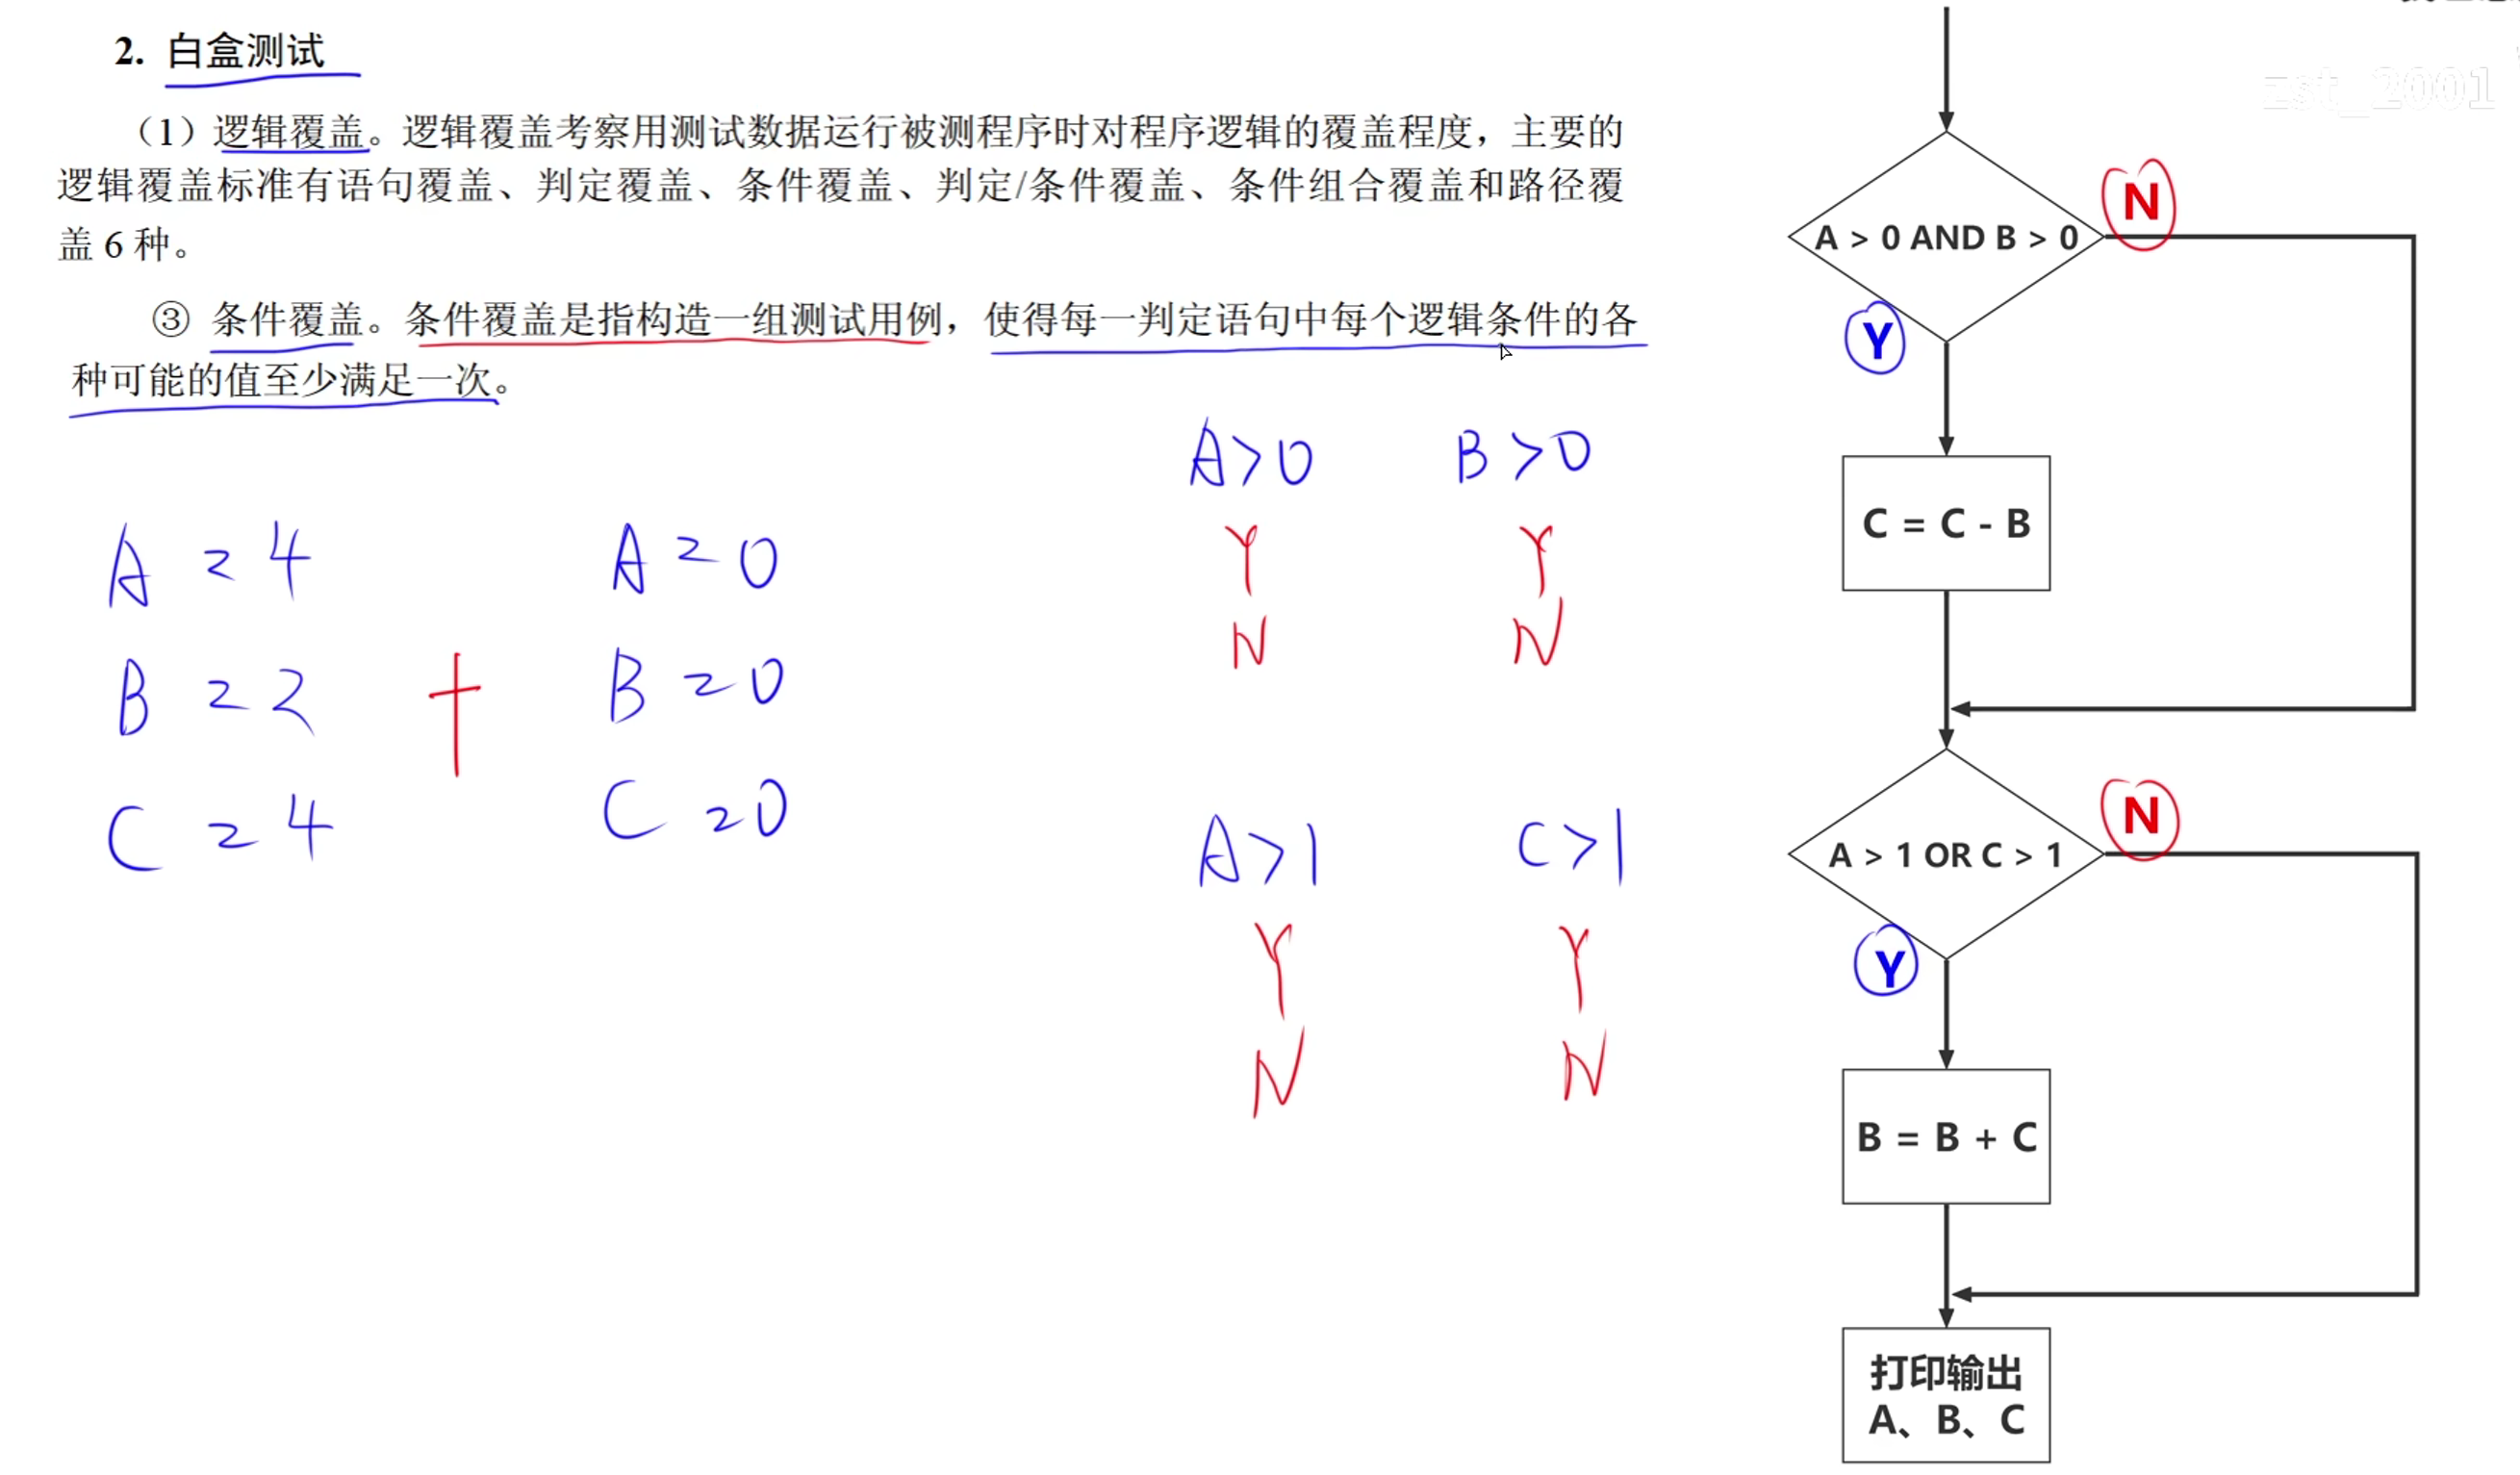 2. 白盒测试
（1）逻辑覆盖。逻辑覆盖考察用测试数据运行被测程序时对程序逻辑的覆盖程度，主要的
逻辑覆盖标准有语句覆盖、判定覆盖、条件覆盖、判定/条件覆盖、条件组合覆盖和路径覆
盖 6 种。
③ 条件覆盖。条件覆盖是指构造一组测试用例，使得每一判定语句中每个逻辑条件的各
种可能的值至少满足一次。
A>0 B>0
Y Y
N N
A = 4 A = 0
B = 2 + B = 0
C = 4 C = 0
A>1 C>1
Y Y
N N
zst_2001
A > 0 AND B > 0
N
Y
C = C - B
A > 1 OR C > 1
N
Y
B = B + C
打印输出
A、B、C